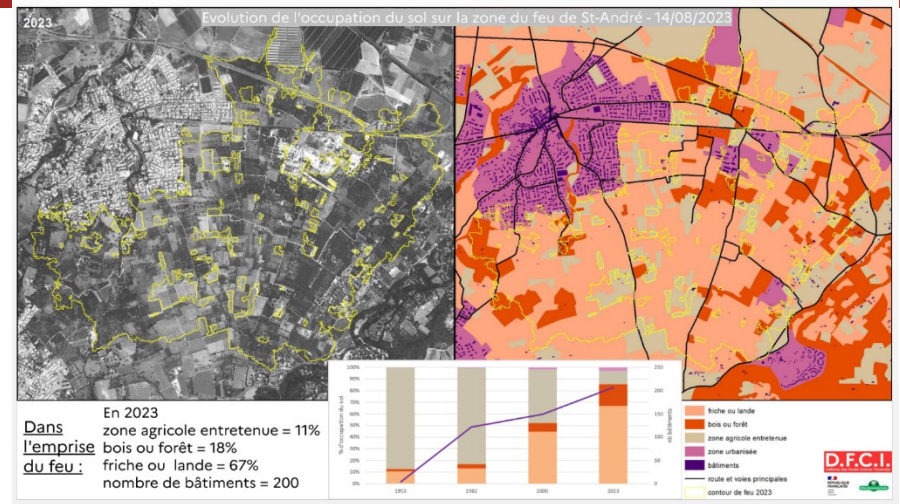 2023
Evolution de l'occupation du sol sur la zone du feu de St-André - 14/08/2023
Dans
l'emprise
du feu :
En 2023
zone agricole entretenue = 11%
bois ou forêt = 18%
friche ou lande = 67%
nombre de bâtiments = 200
% d'occupation du sol
100%
90%
80%
70%
60%
50%
40%
30%
20%
10%
0%
1953
1982
2000
2023
250
200
150
100
50
0
nb bâtiments
friche ou lande
bois ou forêt
zone agricole entretenue
zone urbanisée
bâtiments
route et voies principales
contour de feu 2023
D.F.C.I.